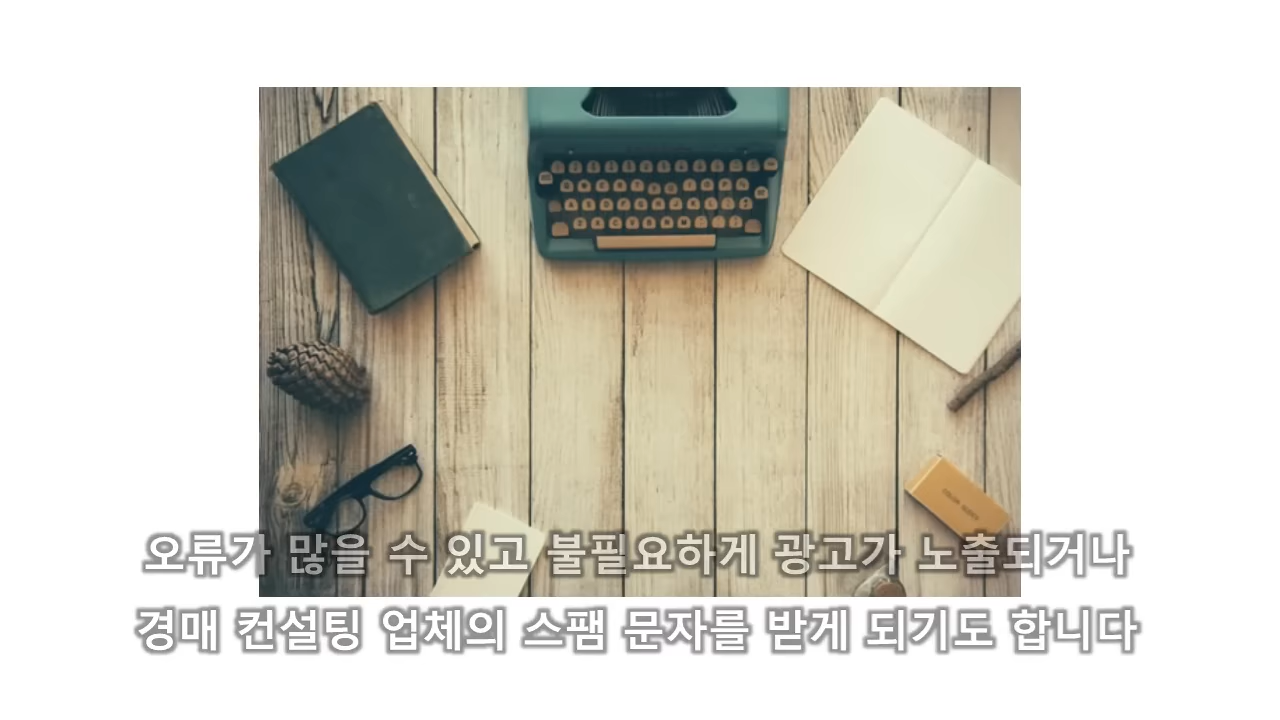 오류가 많을 수 있고 불필요하게 광고가 노출되거나
경매 컨설팅 업체의 스팸 문자를 받게 되기도 합니다